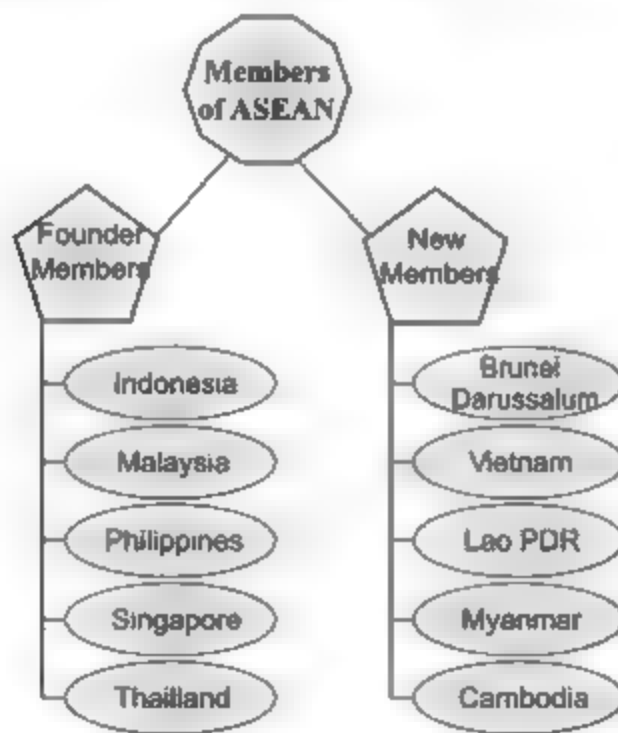 Members
of ASEAN
Founder
Members
New
Members
Indonesia
Malaysia
Philippines
Singapore
Thailland
Brunei
Darussalum
Vietnam
Lao PDR
Myanmar
Cambodia